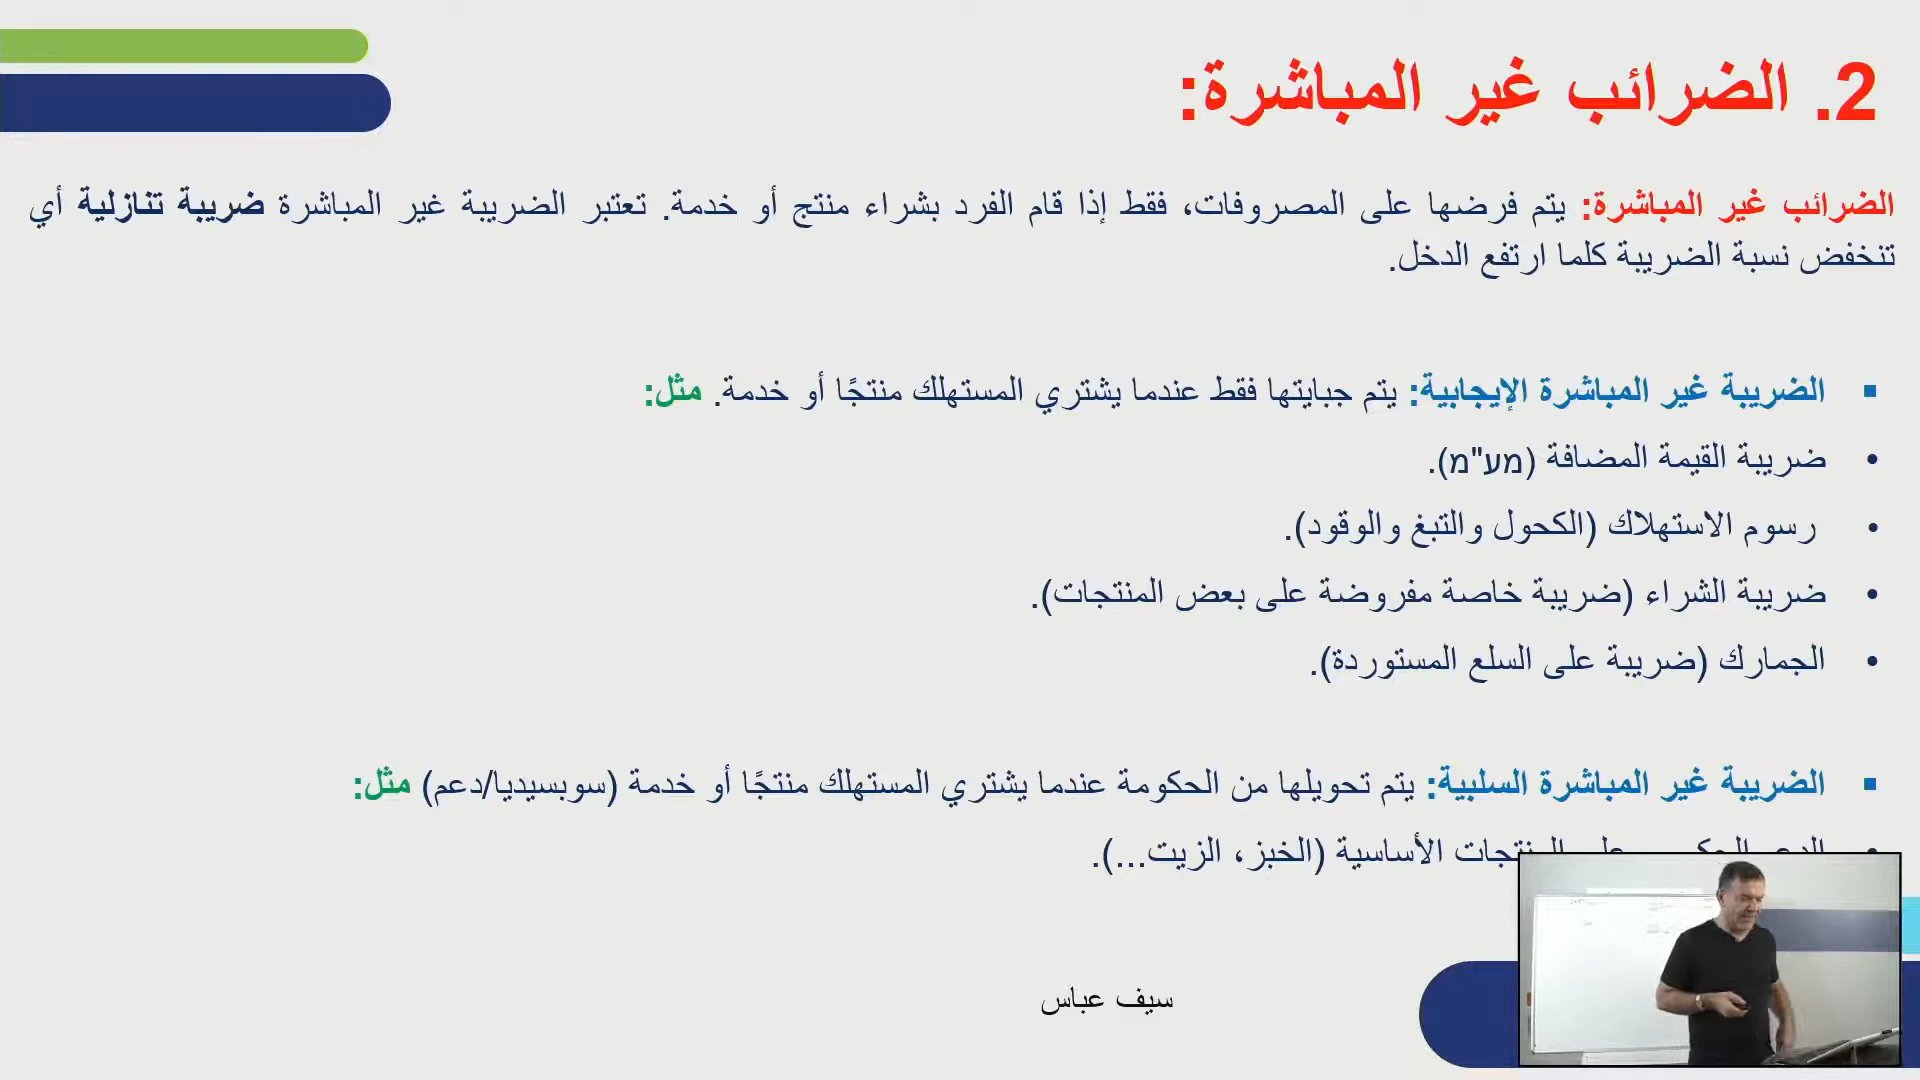 2. الضرائب غير المباشرة:
الضرائب غير المباشرة: يتم فرضها على المصروفات، فقط إذا قام الفرد بشراء منتج أو خدمة. تعتبر الضريبة غير المباشرة ضريبة تنازلية أي
تنخفض نسبة الضريبة كلما ارتفع الدخل.
▪ الضريبة غير المباشرة الإيجابية: يتم جبايتها فقط عندما يشتري المستهلك منتجًا أو خدمة. مثل:
• ضريبة القيمة المضافة (מע"מ).
• رسوم الاستهلاك (الكحول والتبغ والوقود).
• ضريبة الشراء (ضريبة خاصة مفروضة على بعض المنتجات).
• الجمارك (ضريبة على السلع المستوردة).
▪ الضريبة غير المباشرة السلبية: يتم تحويلها من الحكومة عندما يشتري المستهلك منتجًا أو خدمة (سوبسيديا/دعم) مثل:
• المنتجات الأساسية (الخبز، الزيت...).
سيف عباس